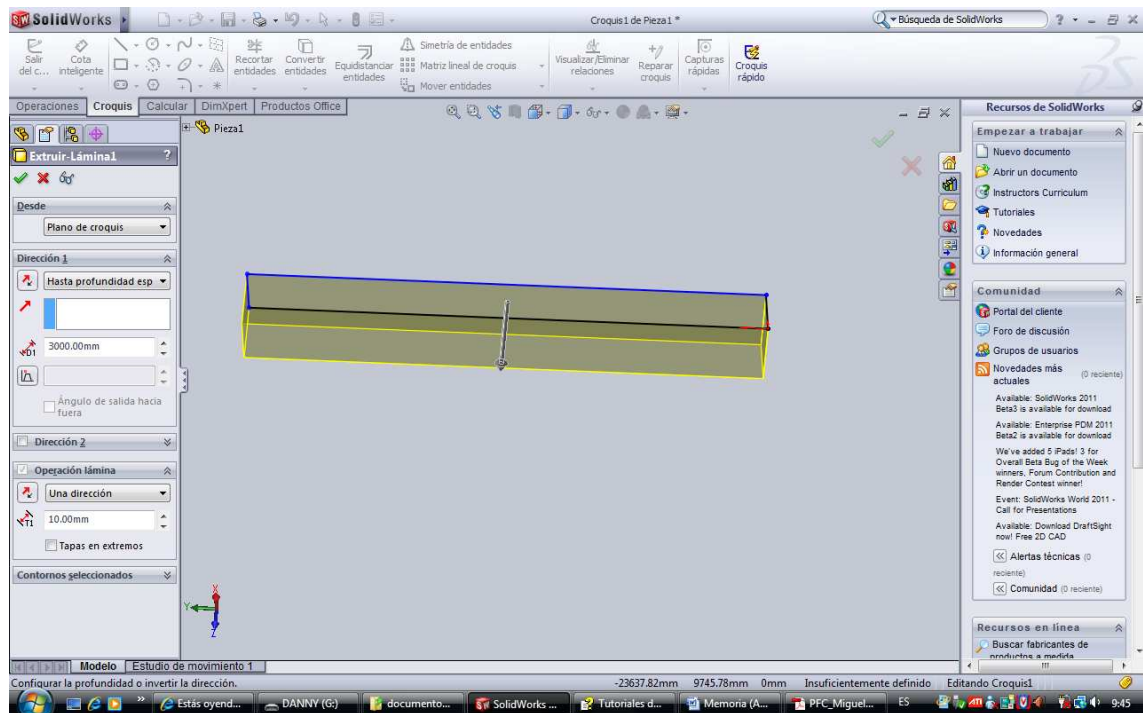 SolidWorks
Croquis1 de Pieza1 *
Búsqueda de SolidWorks
Salir del c...
Cota inteligente
Recortar entidades
Convertir entidades
Equidistanciar entidades
Simetría de entidades
Matriz lineal de croquis
Mover entidades
Visualizar/Eliminar relaciones
Reparar croquis
Capturas rápidas
Croquis rápido
Operaciones Croquis Calcular DimXpert Productos Office
Pieza1
Extruir-Lámina1 ?
Desde
Plano de croquis
Dirección 1
Hasta profundidad esp
D1 3000.00mm
Ángulo de salida hacia
fuera
Dirección 2
Operación lámina
Una dirección
T1 10.00mm
Tapas en extremos
Contornos seleccionados
X
Y
Z
Recursos de SolidWorks
Empezar a trabajar
Nuevo documento
Abrir un documento
Instructors Curriculum
Tutoriales
Novedades
Información general
Comunidad
Portal del cliente
Foro de discusión
Grupos de usuarios
Novedades más
actuales (0 reciente)
Available: SolidWorks 2011
Beta3 is available for download
Available: Enterprise PDM 2011
Beta2 is available for download
We've added 5 iPads! 3 for
Overall Beta Bug of the Week
winners, Forum Contribution and
Render Contest winner!
Event: SolidWorks World 2011 -
Call for Presentations
Available: Download DraftSight
now! Free 2D CAD
Alertas técnicas (0
reciente)
Comunidad (0 reciente)
Recursos en línea
Buscar fabricantes de
productos a medida
Modelo Estudio de movimiento 1
Configurar la profundidad o invertir la dirección.
-23637.82mm 9745.78mm 0mm Insuficientemente definido Editando Croquis1
Estás oyend... DANNY (G:) documento... SolidWorks ... Tutoriales d... Memoria (A... PFC_Miguel... ES 9:45